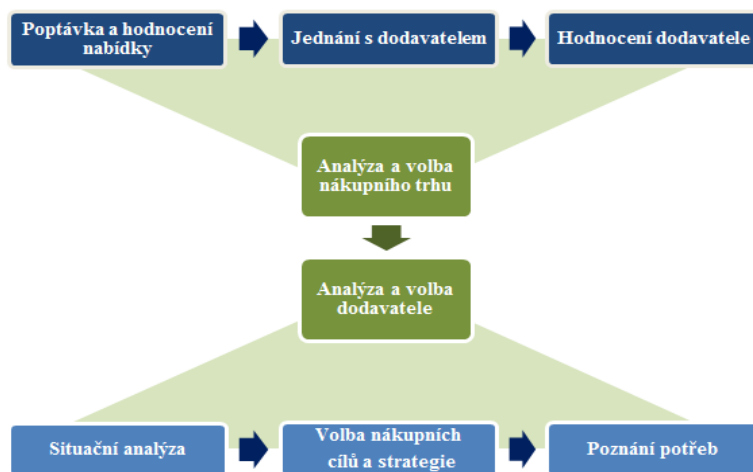 Poptávka a hodnocení
nabídky
Jednání s dodavatelem
Hodnocení dodavatele
Analýza a volba
nákupního trhu
Analýza a volba
dodavatele
Situační analýza
Volba nákupních
cílů a strategie
Poznání potřeb